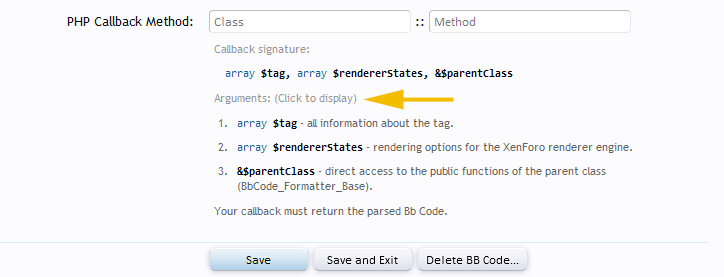 PHP Callback Method: Class :: Method
Callback signature:
array $tag, array $rendererStates, &$parentClass
Arguments: (Click to display)
1. array $tag - all information about the tag.
2. array $rendererStates - rendering options for the XenForo renderer engine.
3. &$parentClass - direct access to the public functions of the parent class
(BbCode_Formatter_Base).
Your callback must return the parsed Bb Code.
Save Save and Exit Delete BB Code...